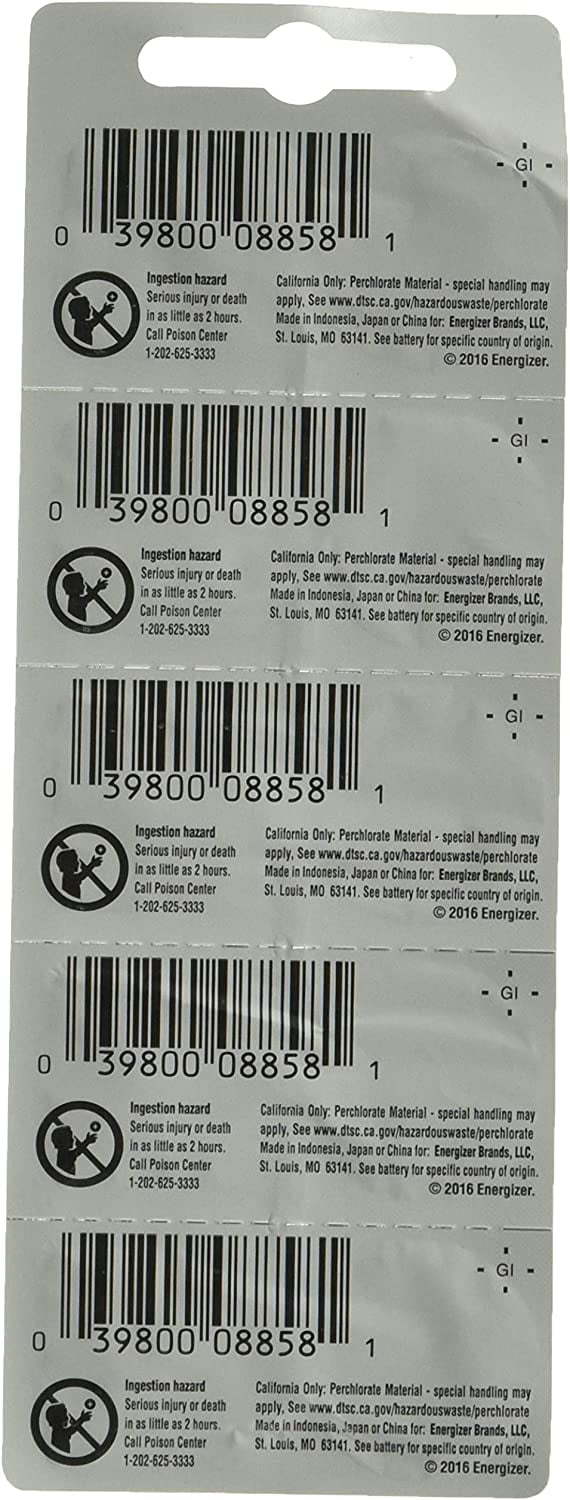 GI
0 39800 08858 1
Ingestion hazard
Serious injury or death
in as little as 2 hours.
Call Poison Center
1-202-625-3333
California Only: Perchlorate Material - special handling may
apply, See www.dtsc.ca.gov/hazardouswaste/perchlorate
Made in Indonesia, Japan or China for: Energizer Brands, LLC,
St. Louis, MO 63141. See battery for specific country of origin.
© 2016 Energizer.
GI
0 39800 08858 1
Ingestion hazard
Serious injury or death
in as little as 2 hours.
Call Poison Center
1-202-625-3333
California Only: Perchlorate Material - special handling may
apply, See www.dtsc.ca.gov/hazardouswaste/perchlorate
Made in Indonesia, Japan or China for: Energizer Brands, LLC,
St. Louis, MO 63141. See battery for specific country of origin.
© 2016 Energizer.
GI
0 39800 08858 1
Ingestion hazard
Serious injury or death
in as little as 2 hours.
Call Poison Center
1-202-625-3333
California Only: Perchlorate Material - special handling may
apply, See www.dtsc.ca.gov/hazardouswaste/perchlorate
Made in Indonesia, Japan or China for: Energizer Brands, LLC,
St. Louis, MO 63141. See battery for specific country of origin.
© 2016 Energizer.
GI
0 39800 08858 1
Ingestion hazard
Serious injury or death
in as little as 2 hours.
Call Poison Center
1-202-625-3333
California Only: Perchlorate Material - special handling may
apply, See www.dtsc.ca.gov/hazardouswaste/perchlorate
Made in Indonesia, Japan or China for: Energizer Brands, LLC,
St. Louis, MO 63141. See battery for specific country of origin.
© 2016 Energizer.
GI
0 39800 08858 1
Ingestion hazard
Serious injury or death
in as little as 2 hours.
Call Poison Center
1-202-625-3333
California Only: Perchlorate Material - special handling may
apply, See www.dtsc.ca.gov/hazardouswaste/perchlorate
Made in Indonesia, Japan or China for: Energizer Brands, LLC,
St. Louis, MO 63141. See battery for specific country of origin.
© 2016 Energizer.